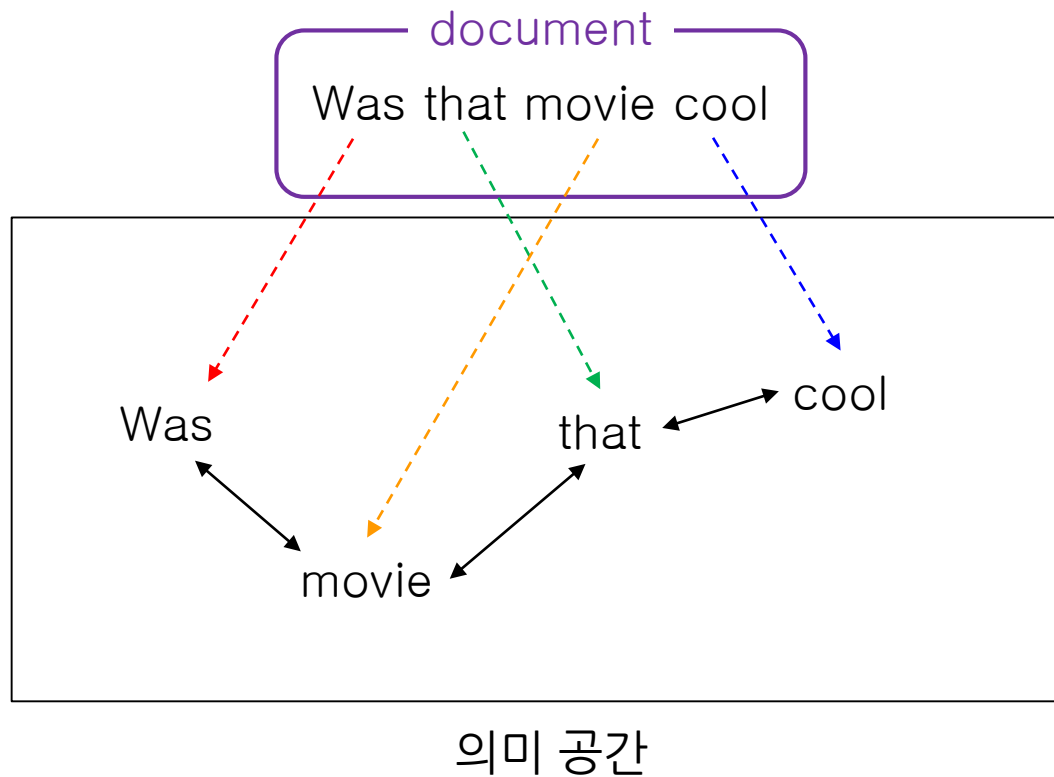 document
Was that movie cool
cool
Was
that
movie
의미 공간